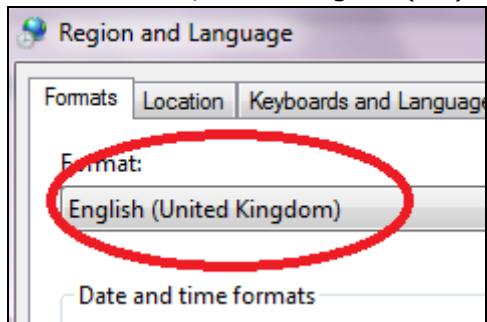 Region and Language
Formats Location Keyboards and Language
Format:
English (United Kingdom)
Date and time formats